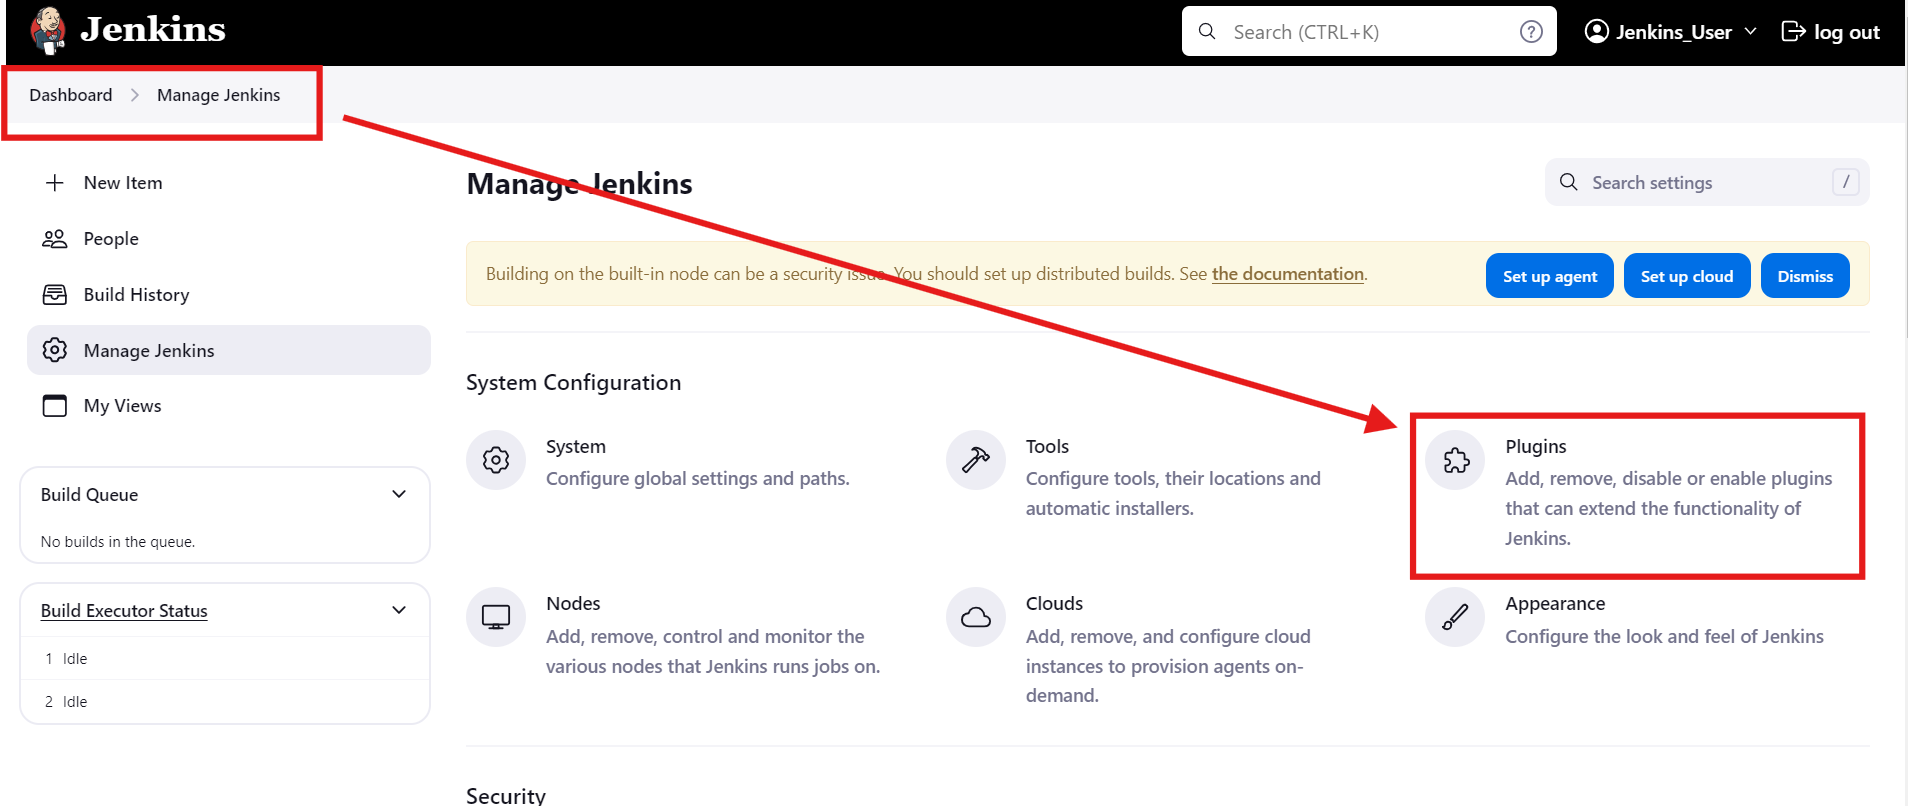 Jenkins
Search (CTRL+K)
?
Jenkins_User
log out
Dashboard
Manage Jenkins
New Item
People
Build History
Manage Jenkins
My Views
Build Queue
No builds in the queue.
Build Executor Status
1 Idle
2 Idle
Manage Jenkins
Search settings
/
Building on the built-in node can be a security issue. You should set up distributed builds. See the documentation.
Set up agent
Set up cloud
Dismiss
System Configuration
System
Configure global settings and paths.
Tools
Configure tools, their locations and
automatic installers.
Plugins
Add, remove, disable or enable plugins
that can extend the functionality of
Jenkins.
Nodes
Add, remove, control and monitor the
various nodes that Jenkins runs jobs on.
Clouds
Add, remove, and configure cloud
instances to provision agents on-
demand.
Appearance
Configure the look and feel of Jenkins
Security